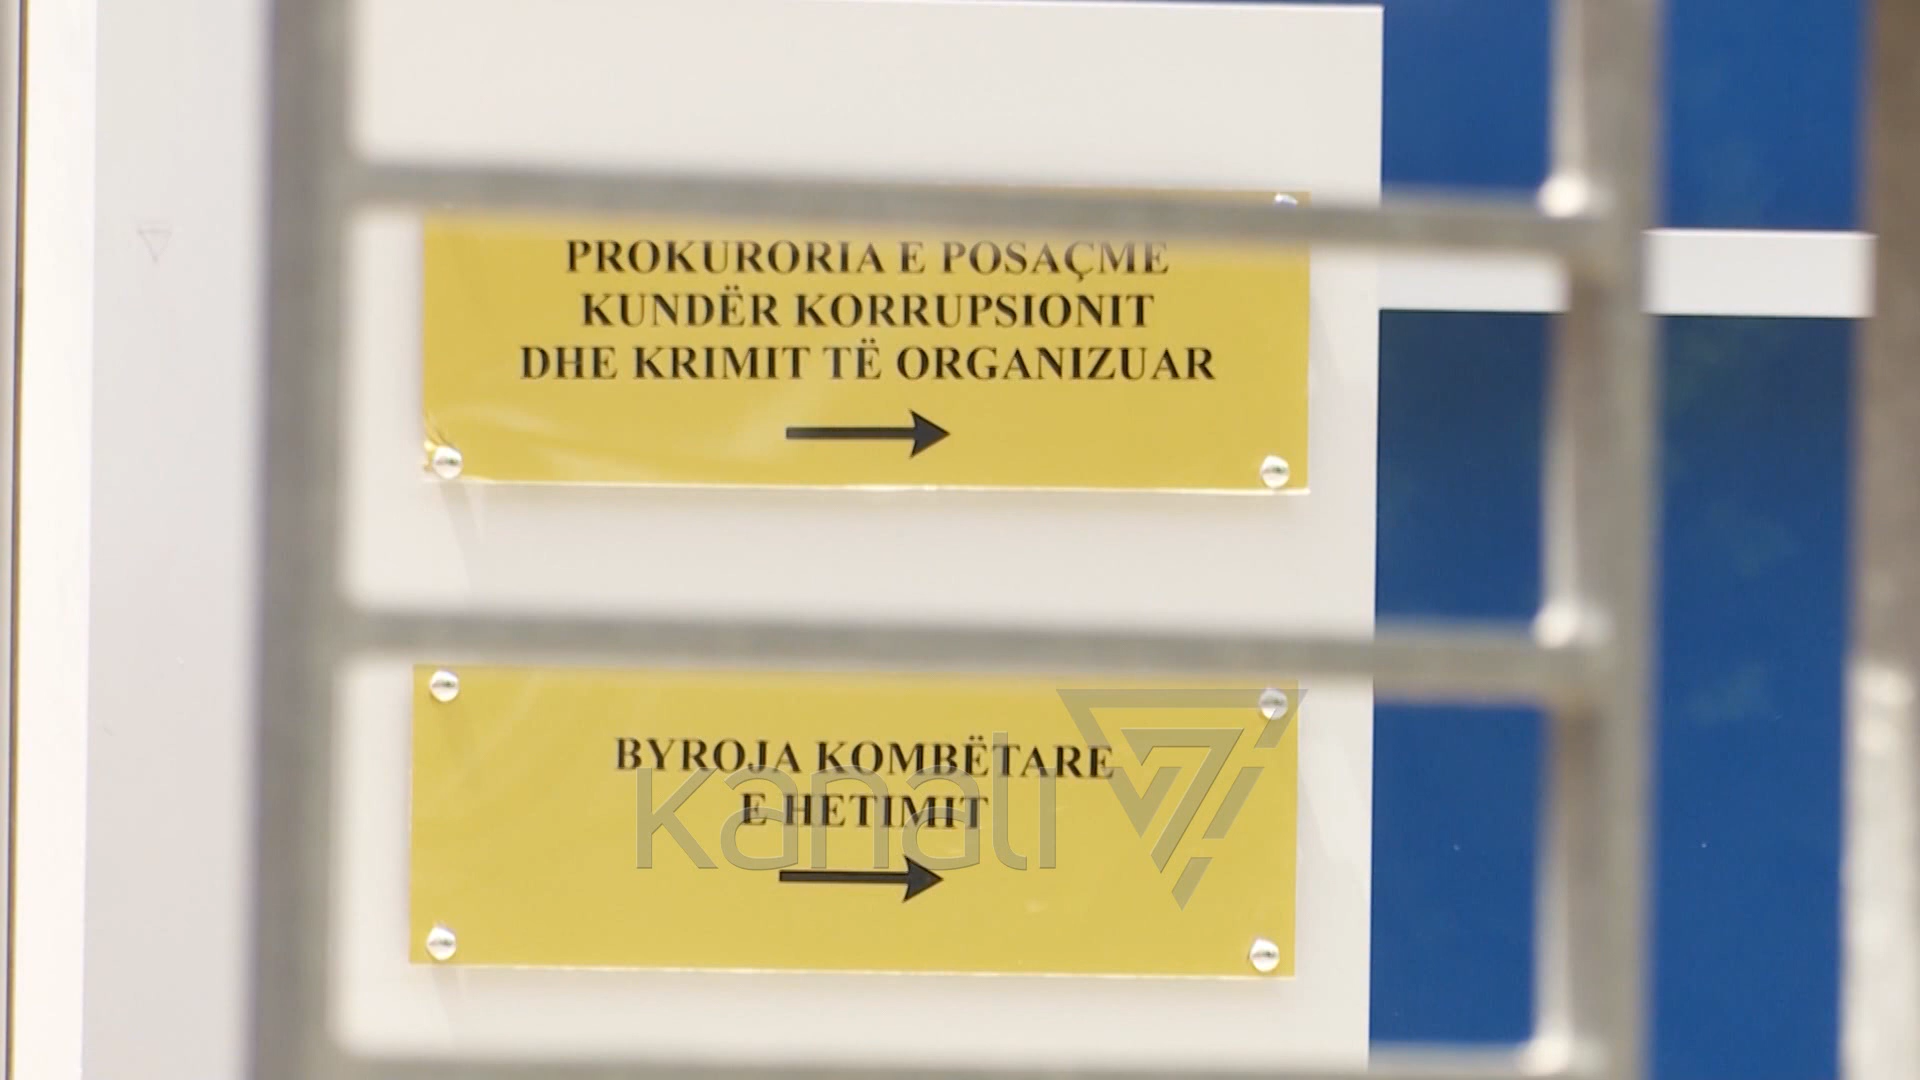 PROKURORIA E POSAÇME
KUNDËR KORRUPSIONIT
DHE KRIMIT TË ORGANIZUAR
BYROJA KOMBËTARE
E HETIMIT
kanali 7